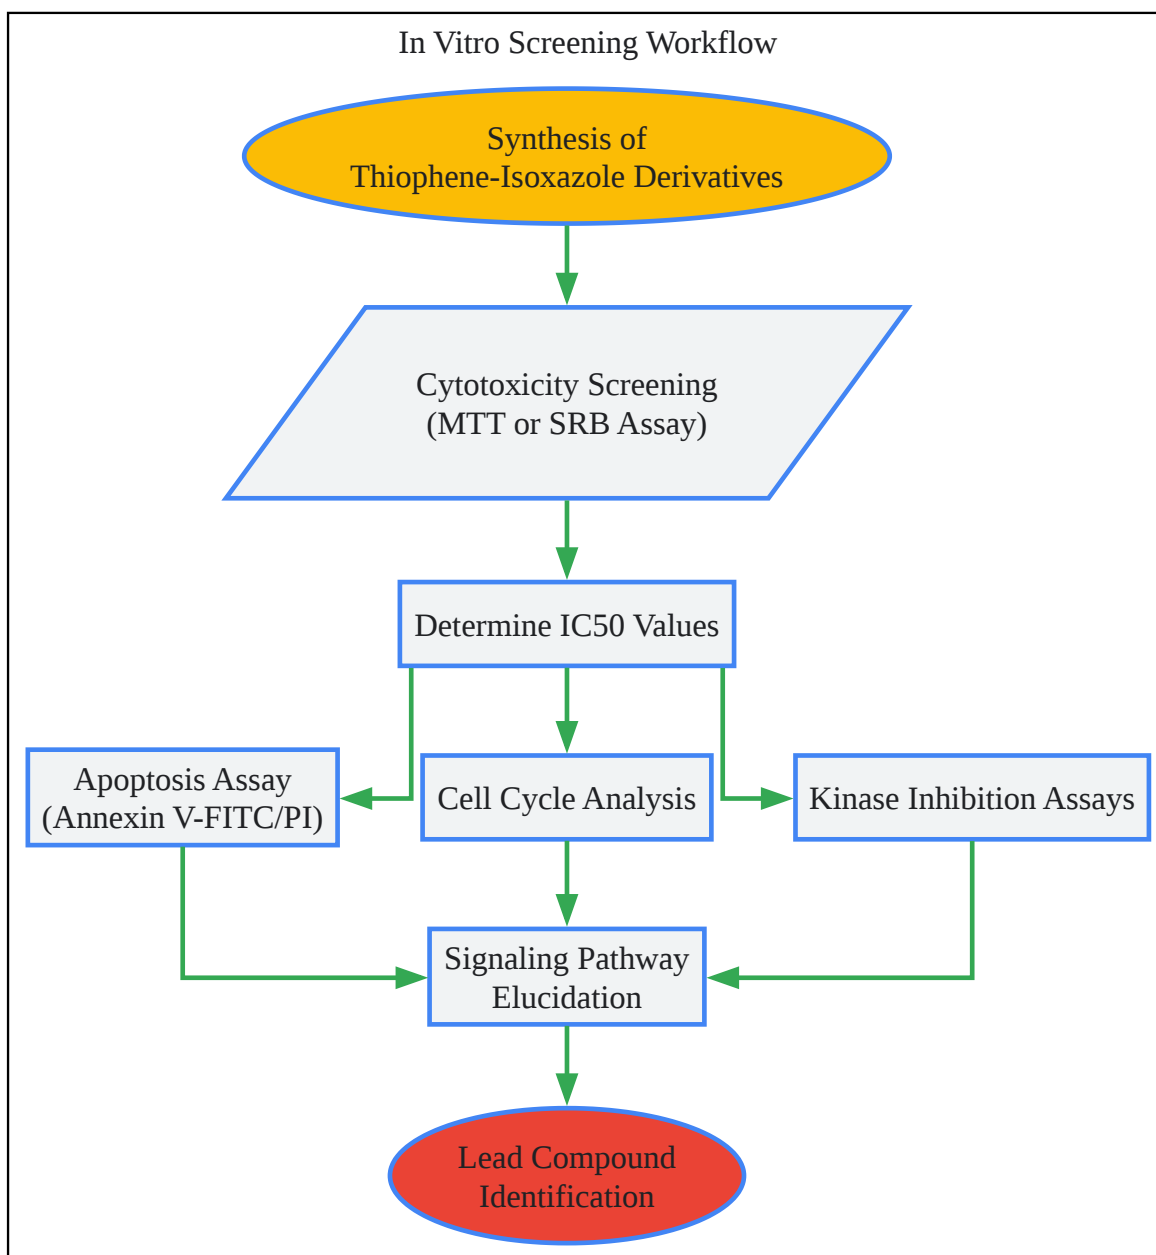 In Vitro Screening Workflow
Synthesis of
Thiophene-Isoxazole Derivatives
Cytotoxicity Screening
(MTT or SRB Assay)
Determine IC50 Values
Apoptosis Assay
(Annexin V-FITC/PI)
Cell Cycle Analysis
Kinase Inhibition Assays
Signaling Pathway
Elucidation
Lead Compound
Identification